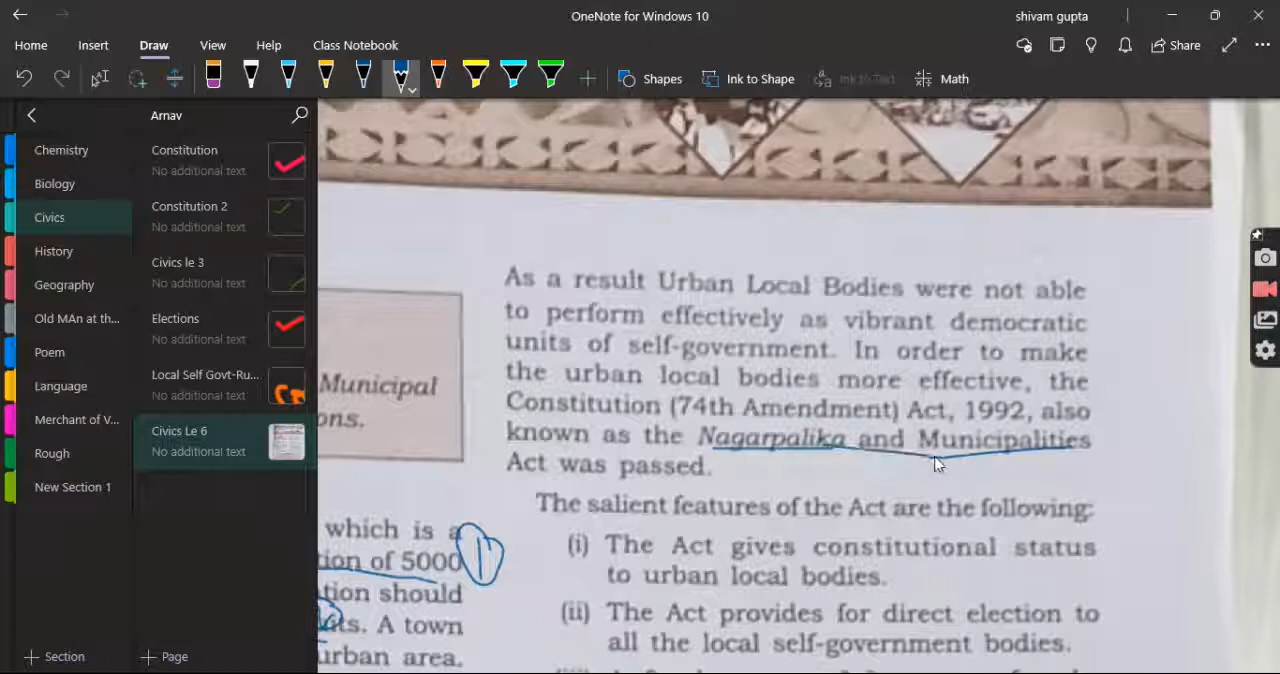 OneNote for Windows 10
shivam gupta
Home Insert Draw View Help Class Notebook
Share
Shapes
Ink to Shape
Ink to Text
Math
Arnav
Chemistry
Biology
Civics
History
Geography
Old MAn at th...
Poem
Language
Merchant of V...
Rough
New Section 1
Section
Constitution
No additional text
Constitution 2
No additional text
Civics le 3
No additional text
Elections
No additional text
Local Self Govt-Ru...
No additional text
Civics Le 6
No additional text
Page
Municipal
ons.
which is a
tion of 5000
tion should
A town
urban area.
As a result Urban Local Bodies were not able
to perform effectively as vibrant democratic
units of self-government. In order to make
the urban local bodies more effective, the
Constitution (74th Amendment) Act, 1992, also
known as the Nagarpalika and Municipalities
Act was passed.
The salient features of the Act are the following:
(i) The Act gives constitutional status
to urban local bodies.
(ii) The Act provides for direct election to
all the local self-government bodies.